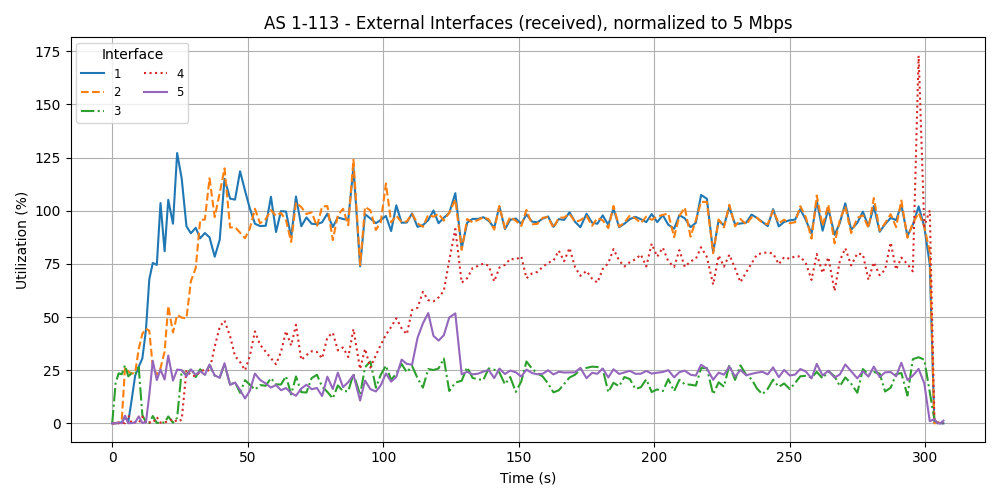 AS 1-113 - External Interfaces (received), normalized to 5 Mbps
Interface
1
2
3
4
5
Utilization (%)
175
150
125
100
75
50
25
0
0 50 100 150 200 250 300
Time (s)